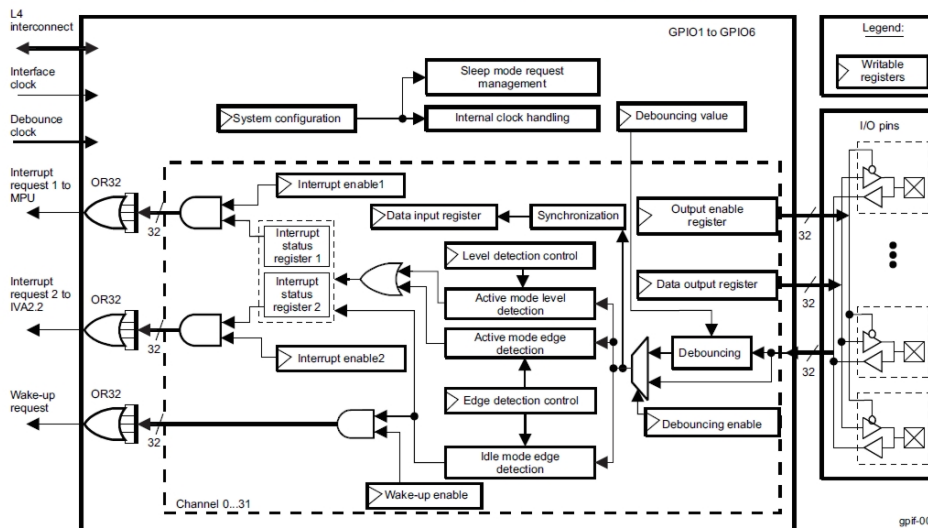 L4
interconnect
Interface
clock
Debounce
clock
Interrupt
request 1 to
MPU
Interrupt
request 2 to
IVA2.2
Wake-up
request
GPIO1 to GPIO6
Sleep mode request
management
System configuration
Internal clock handling
Debouncing value
OR32
32
Interrupt enable1
Data input register
Synchronization
Output enable
register
32
Interrupt
status
register 1
Level detection control
Interrupt
status
register 2
Active mode level
detection
Data output register
32
OR32
32
Active mode edge
detection
Debouncing
32
Interrupt enable2
OR32
32
Edge detection control
Debouncing enable
Idle mode edge
detection
Wake-up enable
Channel 0...31
Legend:
Writable
registers
I/O pins